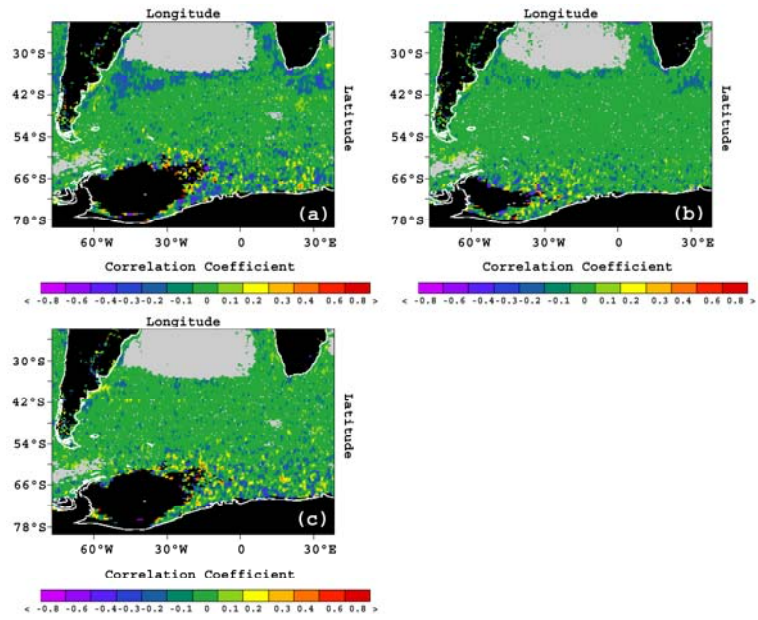 Longitude
30°S
42°S
54°S
66°S
70°S
Latitude
(a)
60°W 30°W 0 30°E
Correlation Coefficient
< -0.8 -0.6 -0.4 -0.3 -0.2 -0.1 0 0.1 0.2 0.3 0.4 0.6 0.8 >
Longitude
30°S
42°S
54°S
66°S
70°S
Latitude
(b)
60°W 30°W 0 30°E
Correlation Coefficient
< -0.8 -0.6 -0.4 -0.3 -0.2 -0.1 0 0.1 0.2 0.3 0.4 0.6 0.8 >
Longitude
30°S
42°S
54°S
66°S
78°S
Latitude
(c)
60°W 30°W 0 30°E
Correlation Coefficient
< -0.8 -0.6 -0.4 -0.3 -0.2 -0.1 0 0.1 0.2 0.3 0.4 0.6 0.8 >